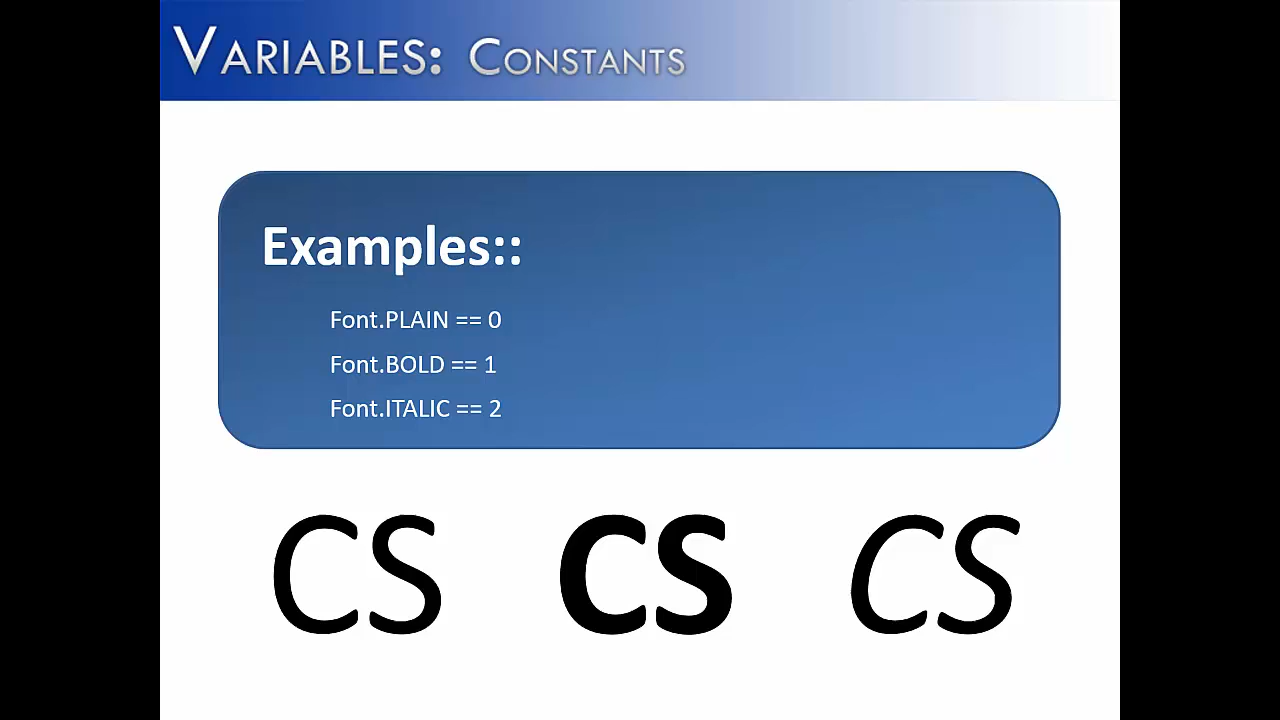 VARIABLES: CONSTANTS
Examples::
Font.PLAIN == 0
Font.BOLD == 1
Font.ITALIC == 2
CS CS CS